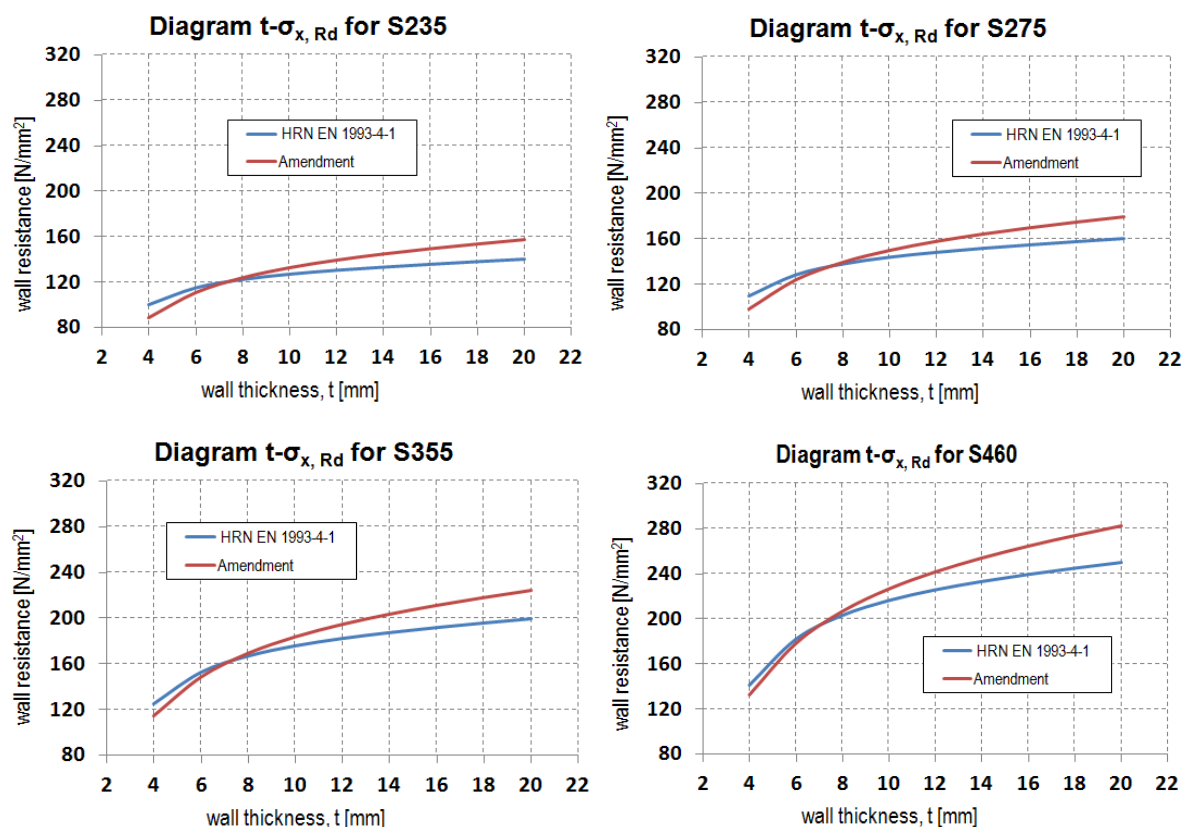 Diagram t-σx, Rd for S235
wall resistance [N/mm2]
320
280
240
200
160
120
80
HRN EN 1993-4-1
Amendment
2 4 6 8 10 12 14 16 18 20 22
wall thickness, t [mm]
Diagram t-σx, Rd for S275
wall resistance [N/mm2]
320
280
240
200
160
120
80
HRN EN 1993-4-1
Amendment
2 4 6 8 10 12 14 16 18 20 22
wall thickness, t [mm]
Diagram t-σx, Rd for S355
wall resistance [N/mm2]
320
280
240
200
160
120
80
HRN EN 1993-4-1
Amendment
2 4 6 8 10 12 14 16 18 20 22
wall thickness, t [mm]
Diagram t-σx, Rd for S460
wall resistance [N/mm2]
320
280
240
200
160
120
80
HRN EN 1993-4-1
Amendment
2 4 6 8 10 12 14 16 18 20 22
wall thickness, t [mm]